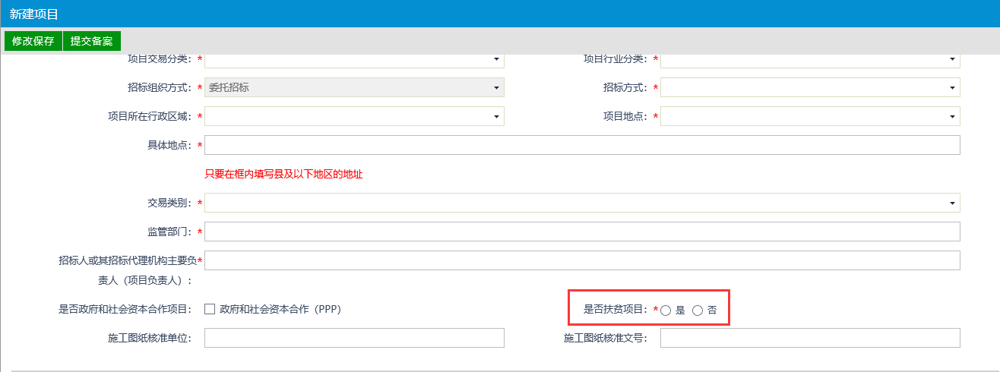 新建项目
修改保存 提交备案
项目交易分类：* 项目行业分类：*
招标组织方式：* 委托招标 招标方式：*
项目所在行政区域：* 项目地点：*
具体地点：*
只要在框内填写县及以下地区的地址
交易类别：*
监管部门：*
招标人或其招标代理机构主要负*
责人（项目负责人）：
是否政府和社会资本合作项目： 政府和社会资本合作（PPP） 是否扶贫项目：* 是 否
施工图纸核准单位： 施工图纸核准文号：